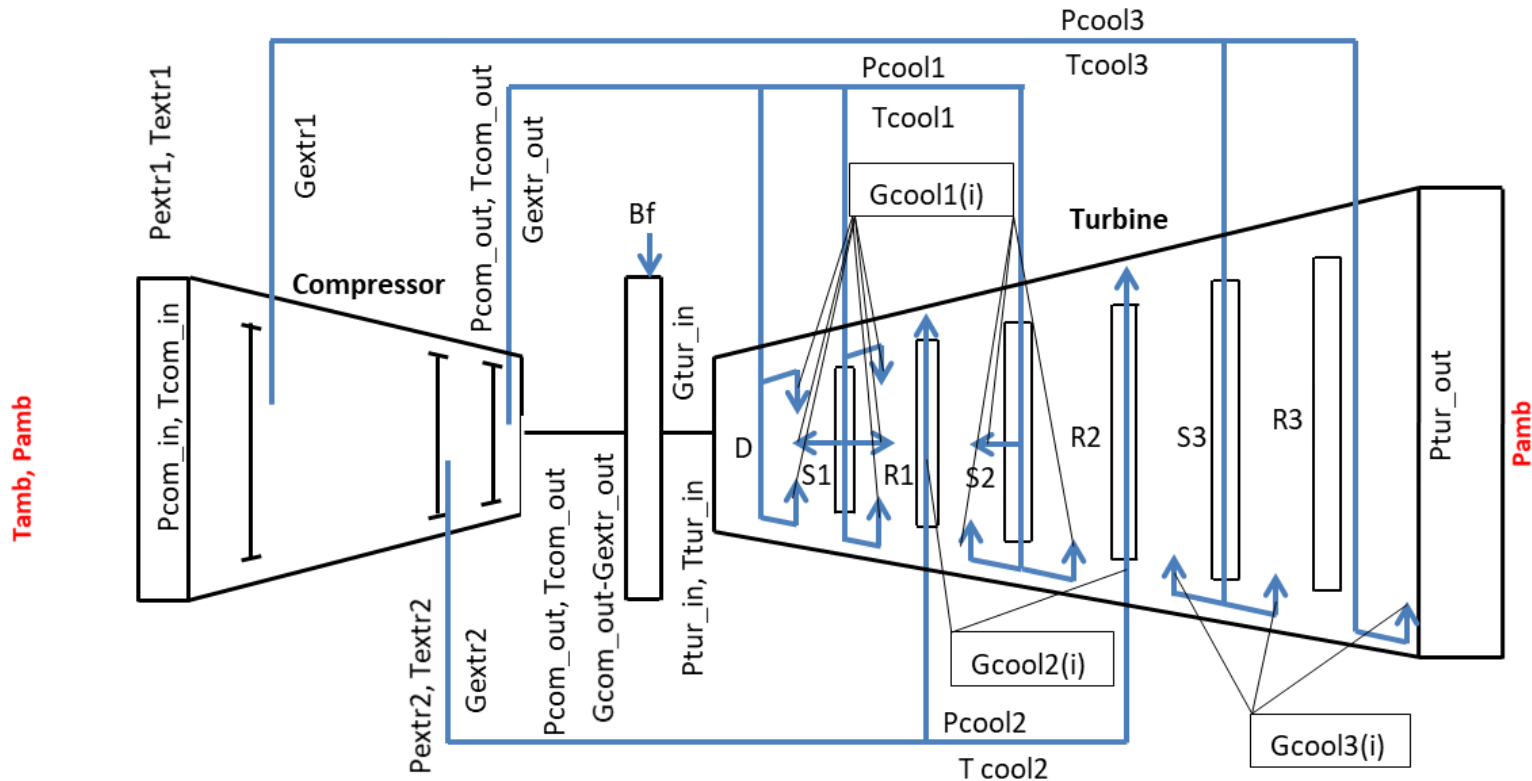 Pcool3
Tcool3
Pcool1
Tcool1
Pextr1, Textr1
Gextr1
Pcom_out, Tcom_out
Gextr_out
Gcool1(i)
Bf
Turbine
Compressor
Tamb, Pamb
Pcom_in, Tcom_in
Gtur_in
D
S1
R1
S2
R2
S3
R3
Ptur_out
Pamb
Pextr2, Textr2
Gextr2
Pcom_out, Tcom_out
Gcom_out-Gextr_out
Ptur_in, Ttur_in
Gcool2(i)
Pcool2
T cool2
Gcool3(i)